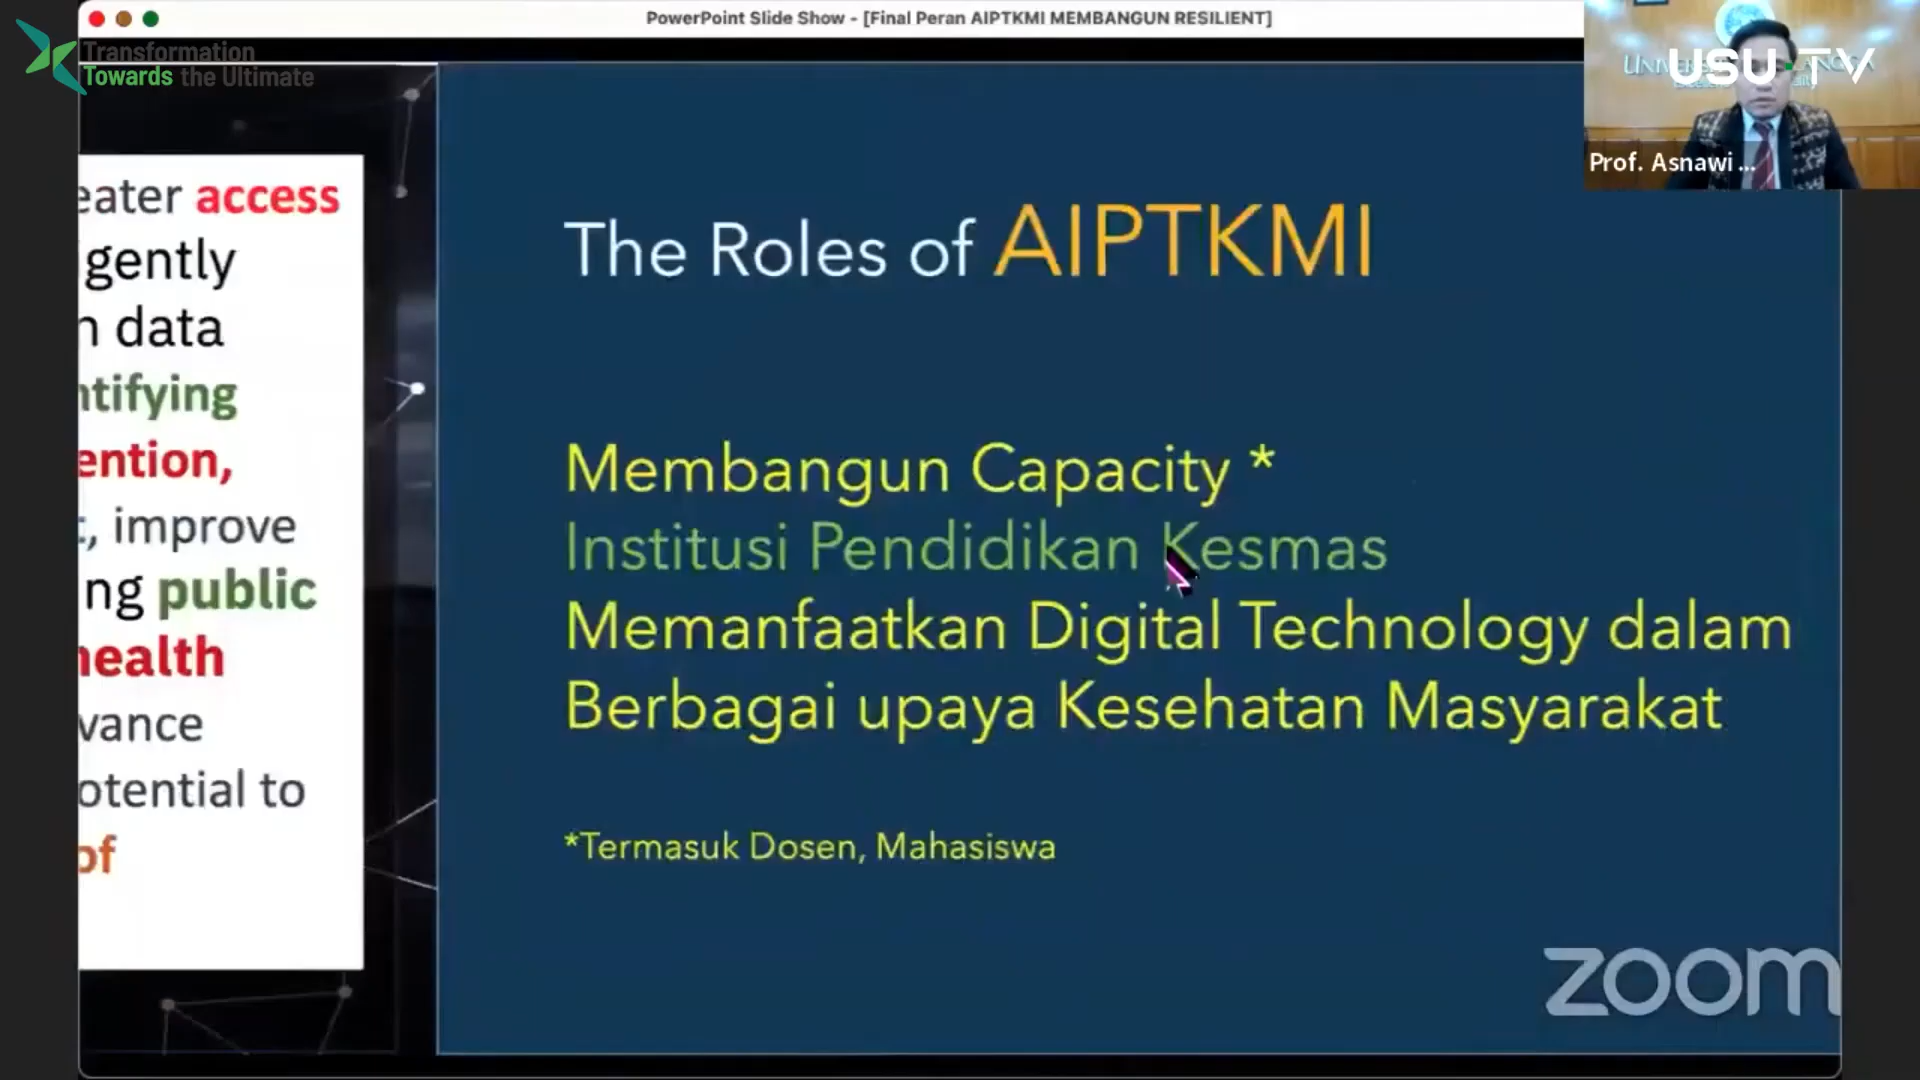 PowerPoint Slide Show - [Final Peran AIPTKMI MEMBANGUN RESILIENT]
Transformation
Towards the Ultimate
USU TV
Prof. Asnawi ...
eater access
gently
n data
ntifying
ention,
, improve
ng public
health
vance
otential to
of
The Roles of AIPTKMI
Membangun Capacity *
Institusi Pendidikan Kesmas
Memanfaatkan Digital Technology dalam
Berbagai upaya Kesehatan Masyarakat
*Termasuk Dosen, Mahasiswa
zoom